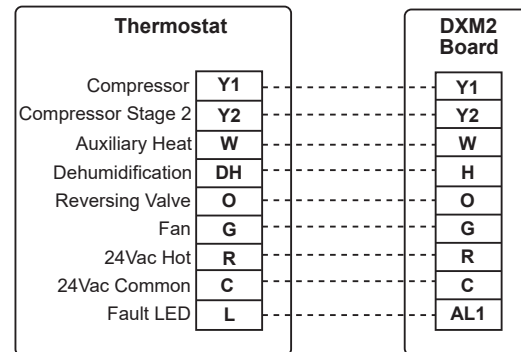 Thermostat DXM2
Board
Compressor Y1 Y1
Compressor Stage 2 Y2 Y2
Auxiliary Heat W W
Dehumidification DH H
Reversing Valve O O
Fan G G
24Vac Hot R R
24Vac Common C C
Fault LED L AL1